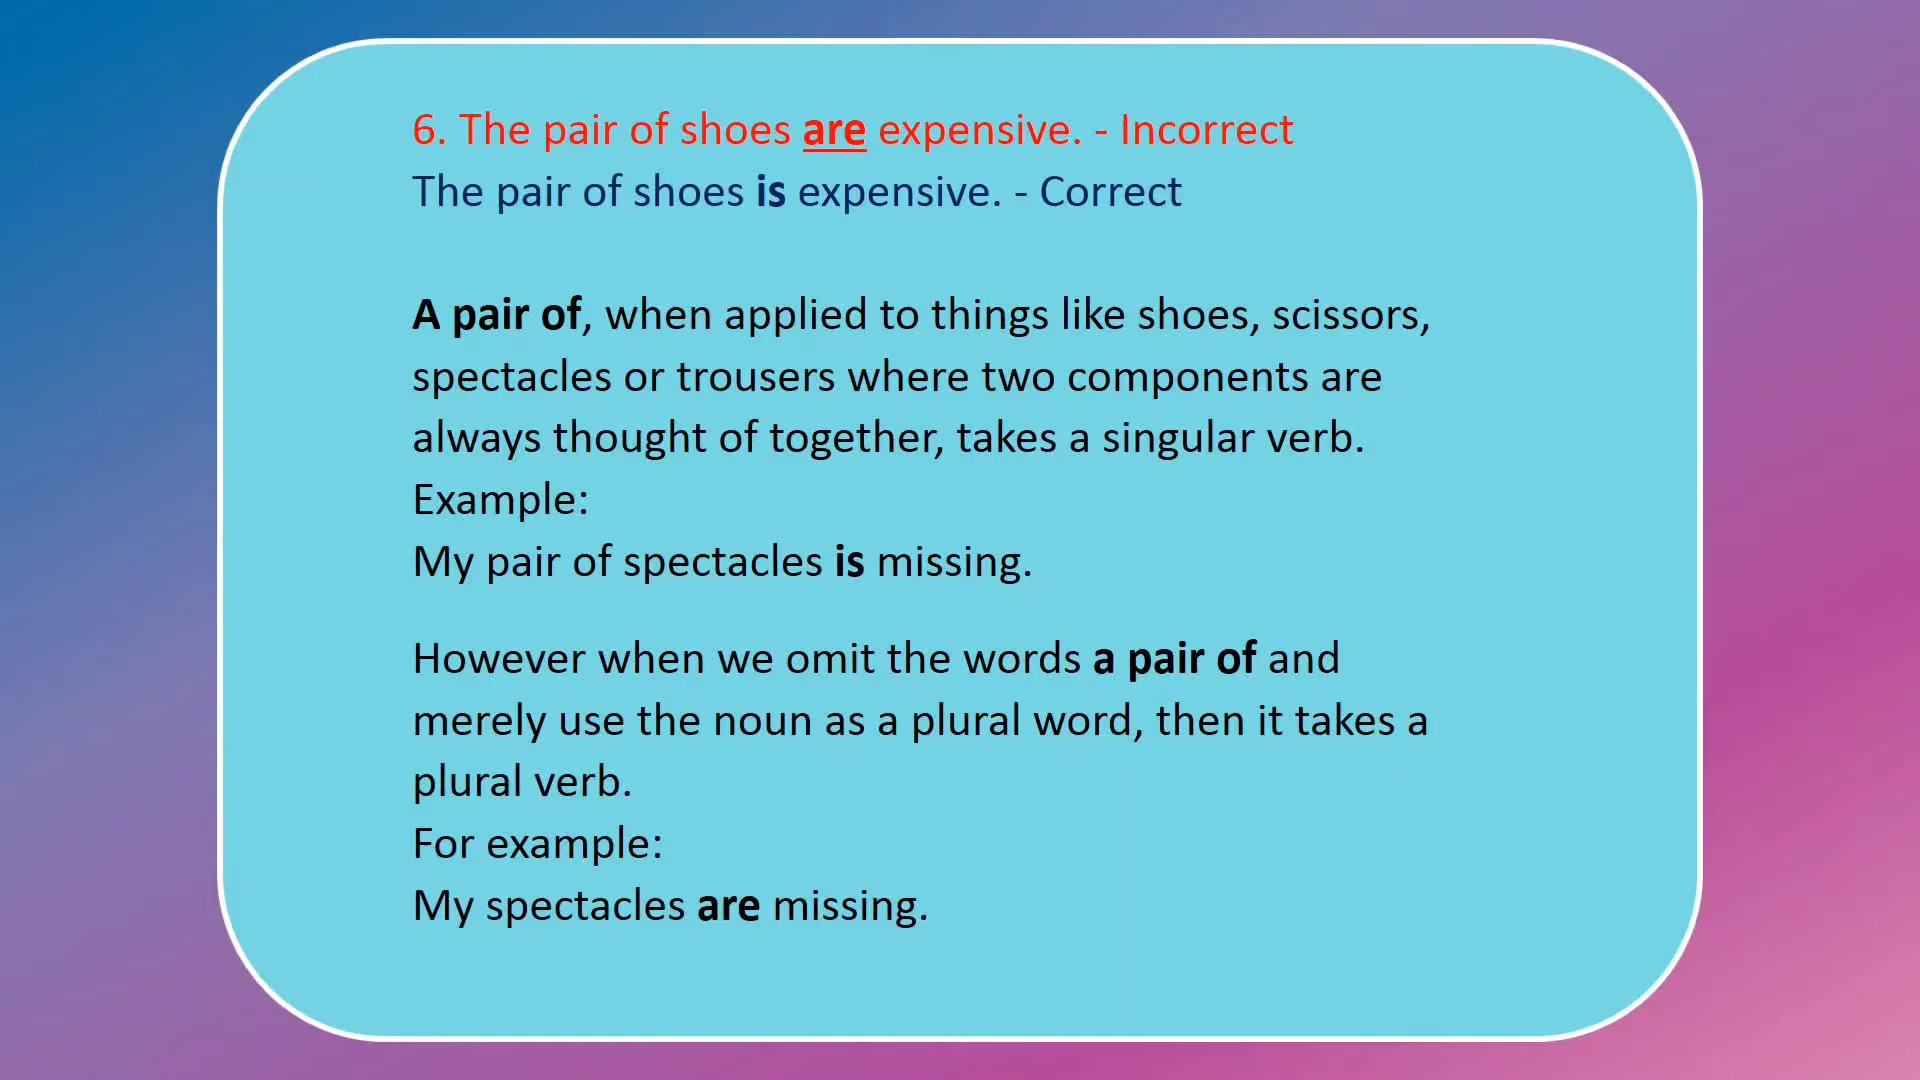 6. The pair of shoes are expensive. - Incorrect
The pair of shoes is expensive. - Correct
A pair of, when applied to things like shoes, scissors,
spectacles or trousers where two components are
always thought of together, takes a singular verb.
Example:
My pair of spectacles is missing.
However when we omit the words a pair of and
merely use the noun as a plural word, then it takes a
plural verb.
For example:
My spectacles are missing.